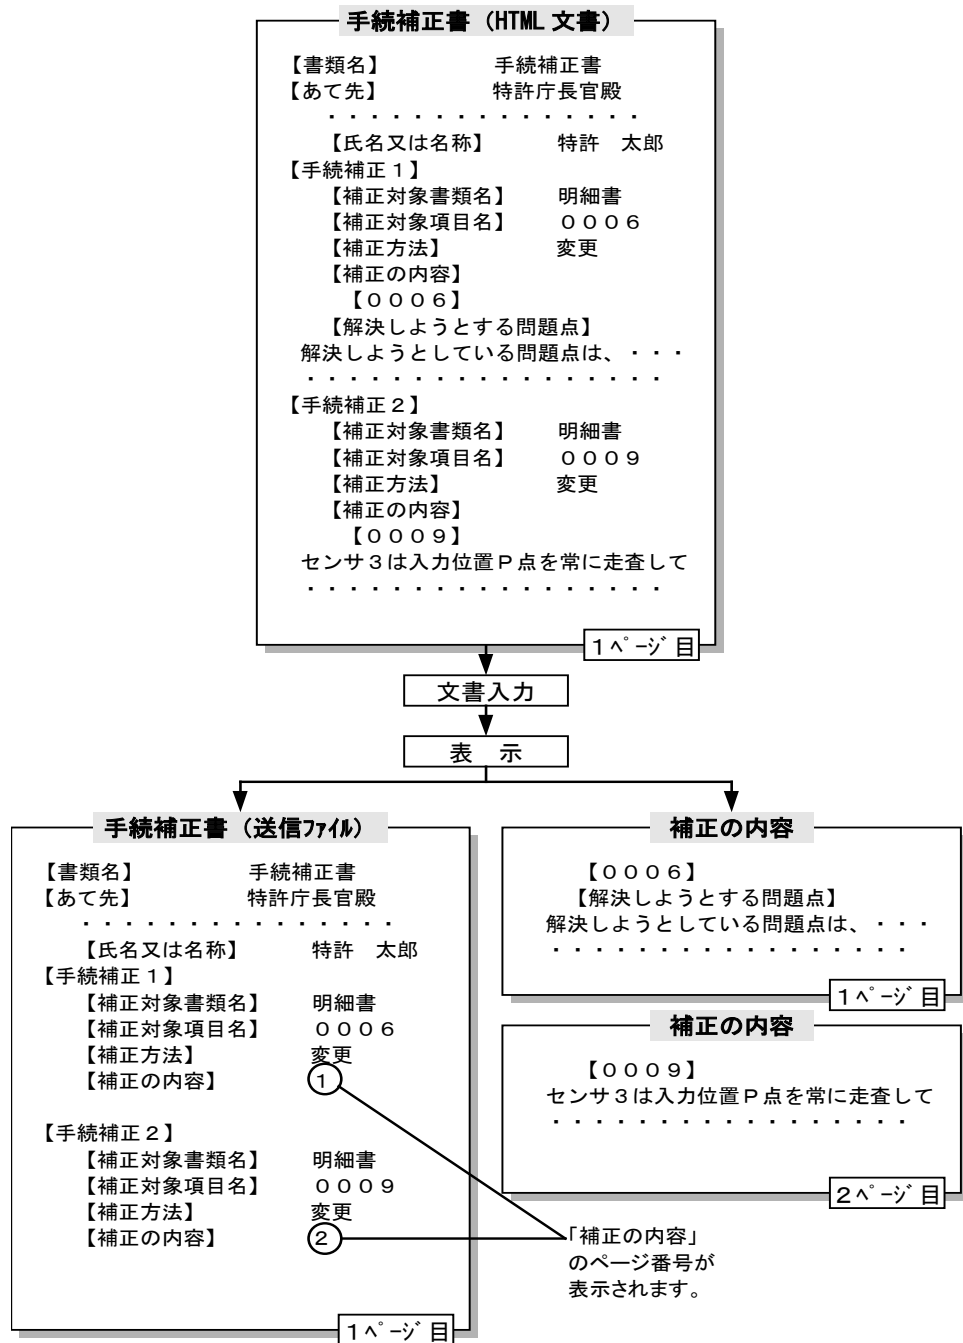 手続補正書（HTML 文書）
【書類名】　手続補正書
【あて先】　特許庁長官殿
・・・・・・・・・・・・・・・
【氏名又は名称】　特許　太郎
【手続補正１】
【補正対象書類名】　明細書
【補正対象項目名】　０００６
【補正方法】　変更
【補正の内容】
【０００６】
【解決しようとする問題点】
解決しようとしている問題点は、・・・
・・・・・・・・・・・・・・・・・
【手続補正２】
【補正対象書類名】　明細書
【補正対象項目名】　０００９
【補正方法】　変更
【補正の内容】
【０００９】
センサ３は入力位置Ｐ点を常に走査して
・・・・・・・・・・・・・・・・・
１ﾍﾟｰｼﾞ目
文書入力
表　示
手続補正書（送信ﾌｧｲﾙ）
【書類名】　手続補正書
【あて先】　特許庁長官殿
・・・・・・・・・・・・・・・
【氏名又は名称】　特許　太郎
【手続補正１】
【補正対象書類名】　明細書
【補正対象項目名】　０００６
【補正方法】　変更
【補正の内容】　①
【手続補正２】
【補正対象書類名】　明細書
【補正対象項目名】　０００９
【補正方法】　変更
【補正の内容】　②
１ﾍﾟｰｼﾞ目
補正の内容
【０００６】
【解決しようとする問題点】
解決しようとしている問題点は、・・・
・・・・・・・・・・・・・・・・・
１ﾍﾟｰｼﾞ目
補正の内容
【０００９】
センサ３は入力位置Ｐ点を常に走査して
・・・・・・・・・・・・・・・・・
２ﾍﾟｰｼﾞ目
「補正の内容」
のページ番号が
表示されます。